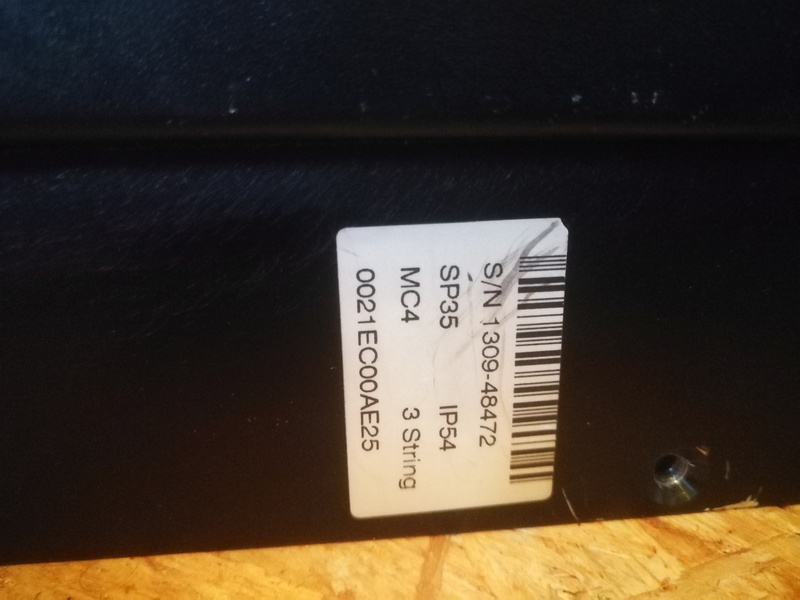 S/N 1309-48472
SP35 IP54
MC4 3 String
0021EC00AE25